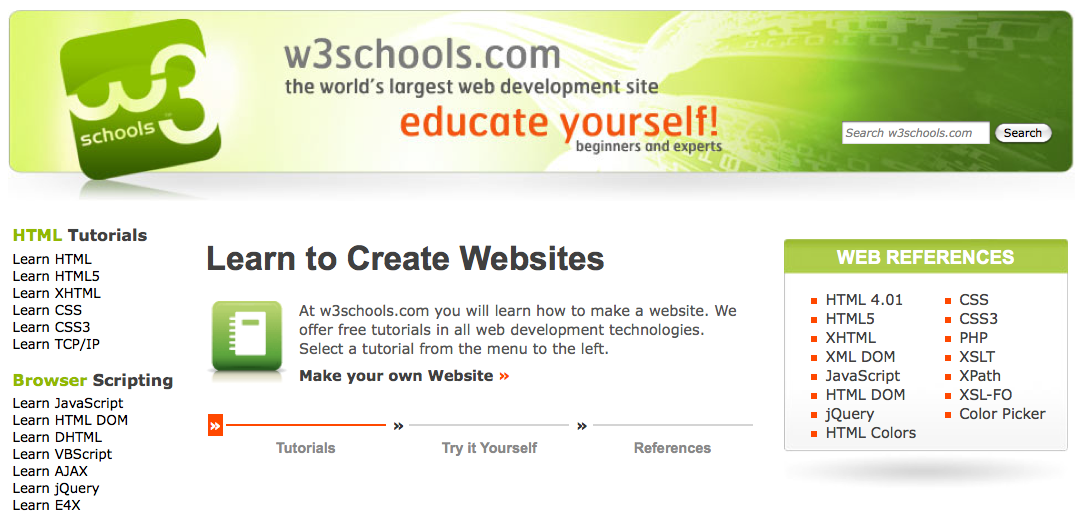 w3
schools™
w3schools.com
the world's largest web development site
educate yourself!
beginners and experts
Search w3schools.com
Search
HTML Tutorials
Learn HTML
Learn HTML5
Learn XHTML
Learn CSS
Learn CSS3
Learn TCP/IP
Browser Scripting
Learn JavaScript
Learn HTML DOM
Learn DHTML
Learn VBScript
Learn AJAX
Learn jQuery
Learn E4X
Learn to Create Websites
At w3schools.com you will learn how to make a website. We
offer free tutorials in all web development technologies.
Select a tutorial from the menu to the left.
Make your own Website »
» » »
Tutorials Try it Yourself References
WEB REFERENCES
HTML 4.01 CSS
HTML5 CSS3
XHTML PHP
XML DOM XSLT
JavaScript XPath
HTML DOM XSL-FO
jQuery Color Picker
HTML Colors